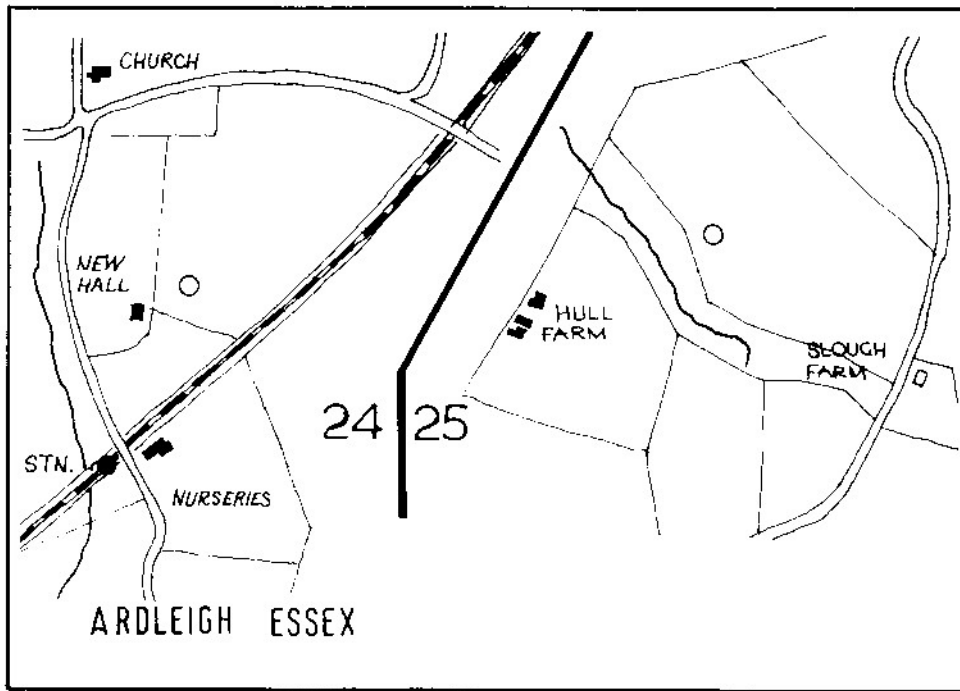 CHURCH
NEW
HALL
HULL
FARM
SLOUGH
FARM
24 25
STN.
NURSERIES
ARDLEIGH ESSEX